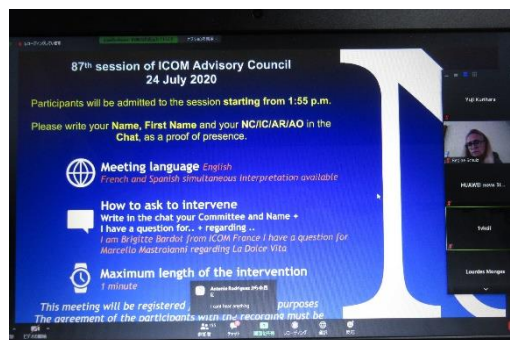 87th session of ICOM Advisory Council
24 July 2020
Participants will be admitted to the session starting from 1:55 p.m.
Please write your Name, First Name and your NC/IC/AR/AO in the
Chat, as a proof of presence.
Meeting language English
French and Spanish simultaneous interpretation available
How to ask to intervene
Write in the chat your Committee and Name +
I have a question for.. + regarding ..
I am Brigitte Bardot from ICOM France I have a question for
Marcello Mastroianni regarding La Dolce Vita
Maximum length of the intervention
1 minute
This meeting will be registered
purposes
The agreement of the participants with the recording must be
Antonio Rodriguez
Yuji Kurihara
HUAWEI nova
Lourdes Monges